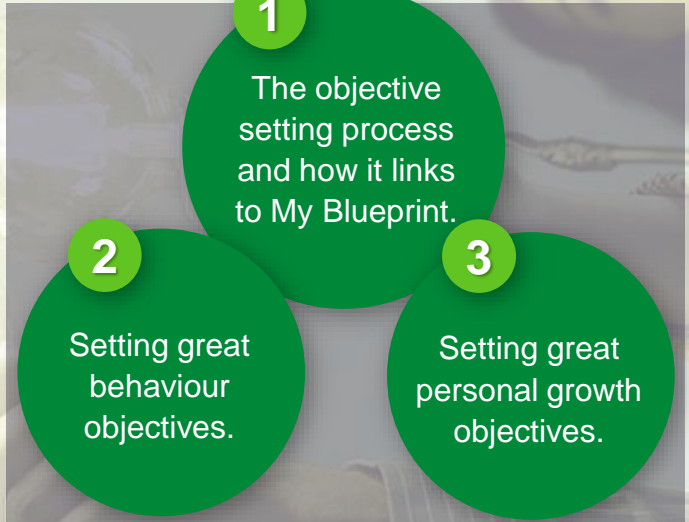 1
The objective
setting process
and how it links
to My Blueprint.
2
Setting great
behaviour
objectives.
3
Setting great
personal growth
objectives.